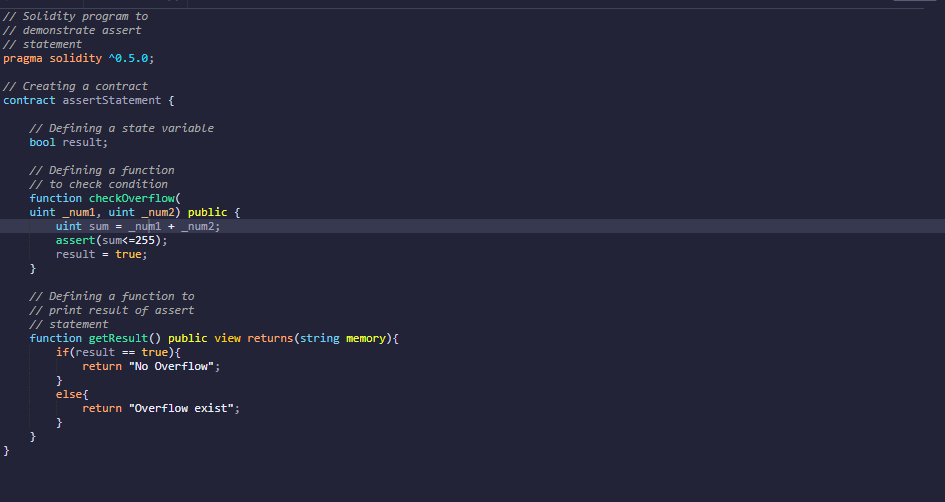 // Solidity program to
// demonstrate assert
// statement
pragma solidity ^0.5.0;
// Creating a contract
contract assertStatement {
// Defining a state variable
bool result;
// Defining a function
// to check condition
function checkOverflow(
uint _num1, uint _num2) public {
uint sum = _num1 + _num2;
assert(sum<=255);
result = true;
}
// Defining a function to
// print result of assert
// statement
function getResult() public view returns(string memory){
if(result == true){
return "No Overflow";
}
else{
return "Overflow exist";
}
}
}